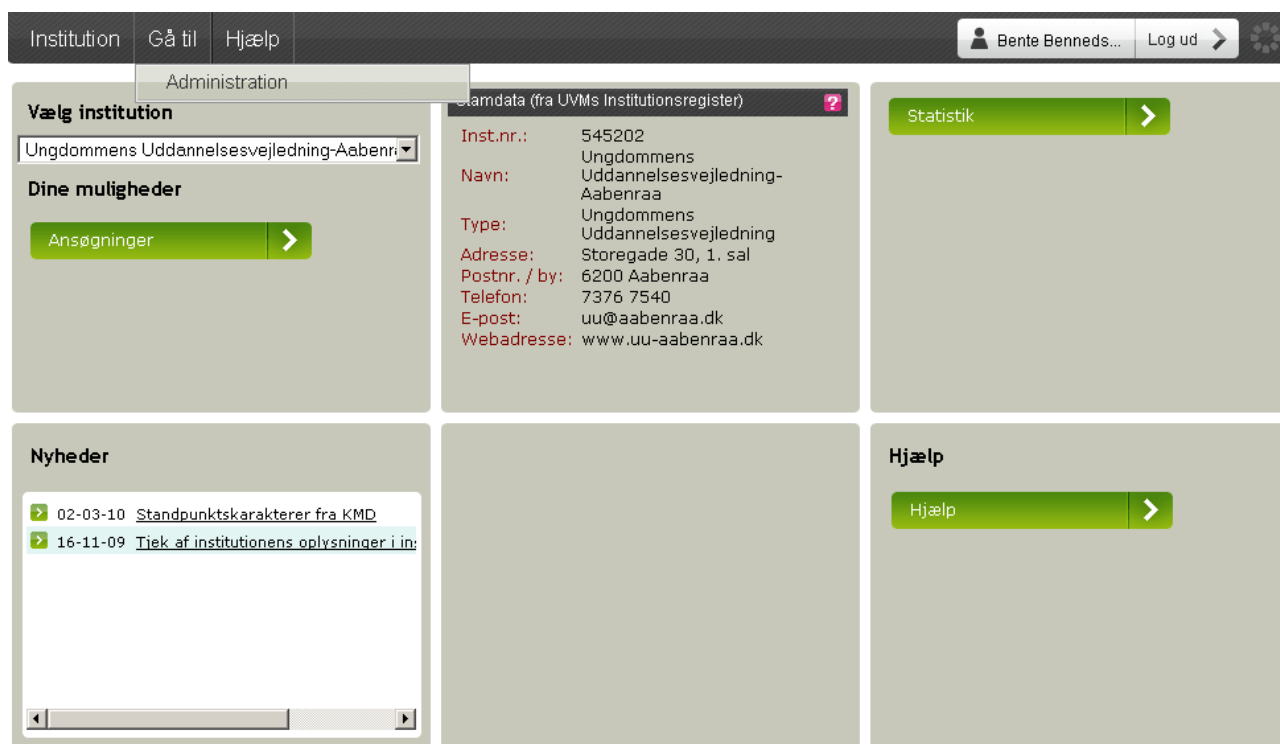 Institution Gå til Hjælp Bente Benneds... Log ud
Administration
Vælg institution
Ungdommens Uddannelsesvejledning-Aabenr
Dine muligheder
Ansøgninger
Stamdata (fra UVMs Institutionsregister) ?
Inst.nr.: 545202
Navn: Ungdommens
Uddannelsesvejledning-
Aabenraa
Type: Ungdommens
Uddannelsesvejledning
Adresse: Storegade 30, 1. sal
Postnr. / by: 6200 Aabenraa
Telefon: 7376 7540
E-post: uu@aabenraa.dk
Webadresse: www.uu-aabenraa.dk
Statistik
Nyheder
02-03-10 Standpunktskarakterer fra KMD
16-11-09 Tjek af institutionens oplysninger i in
Hjælp
Hjælp